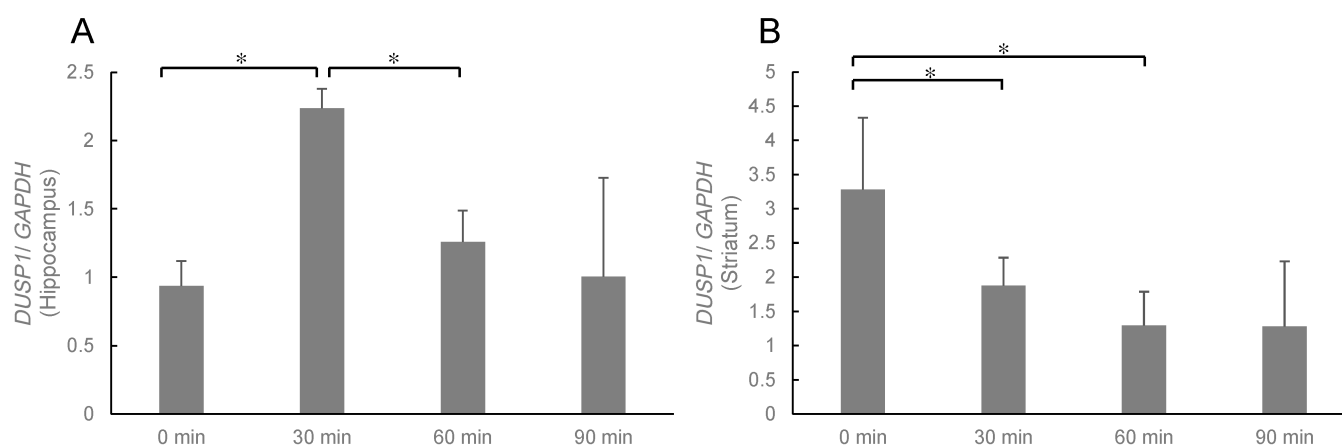 A
*
*
2.5
2
1.5
1
0.5
0
DUSP1/ GAPDH
(Hippocampus)
0 min
30 min
60 min
90 min
B
*
*
5
4.5
4
3.5
3
2.5
2
1.5
1
0.5
0
DUSP1/ GAPDH
(Striatum)
0 min
30 min
60 min
90 min